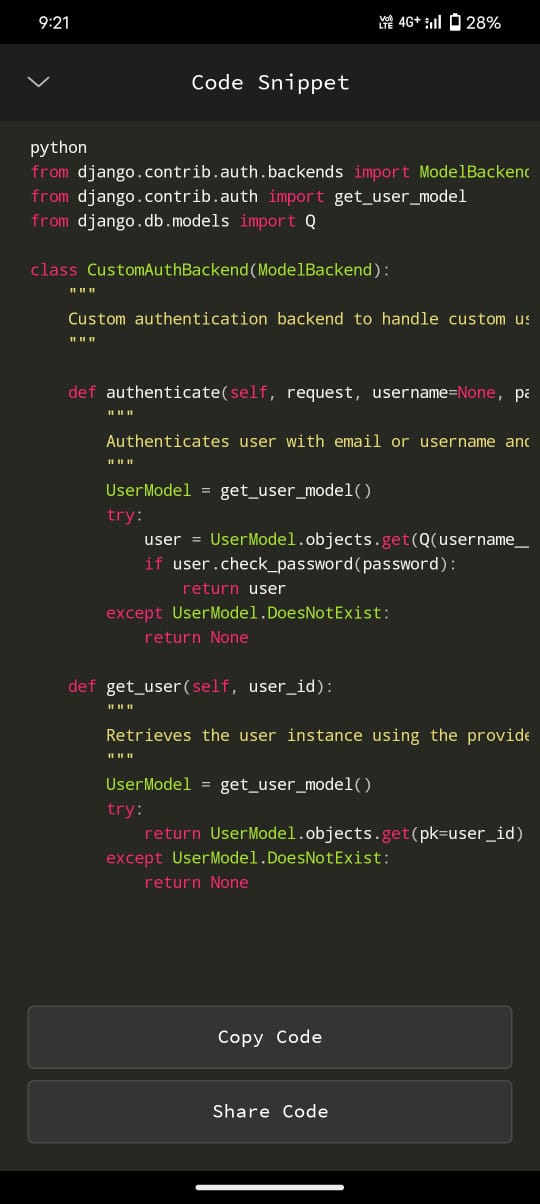 9:21
VoD LTE 4G+ 28%
Code Snippet
python
from django.contrib.auth.backends import ModelBackend
from django.contrib.auth import get_user_model
from django.db.models import Q
class CustomAuthBackend(ModelBackend):
"""
Custom authentication backend to handle custom us
"""
def authenticate(self, request, username=None, pa
"""
Authenticates user with email or username and
"""
UserModel = get_user_model()
try:
user = UserModel.objects.get(Q(username__
if user.check_password(password):
return user
except UserModel.DoesNotExist:
return None
def get_user(self, user_id):
"""
Retrieves the user instance using the provide
"""
UserModel = get_user_model()
try:
return UserModel.objects.get(pk=user_id)
except UserModel.DoesNotExist:
return None
Copy Code
Share Code